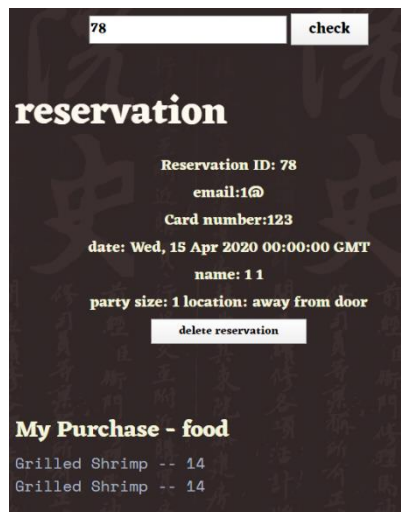 78 check
reservation
Reservation ID: 78
email:1@
Card number:123
date: Wed, 15 Apr 2020 00:00:00 GMT
name: 1 1
party size: 1 location: away from door
delete reservation
My Purchase - food
Grilled Shrimp -- 14
Grilled Shrimp -- 14